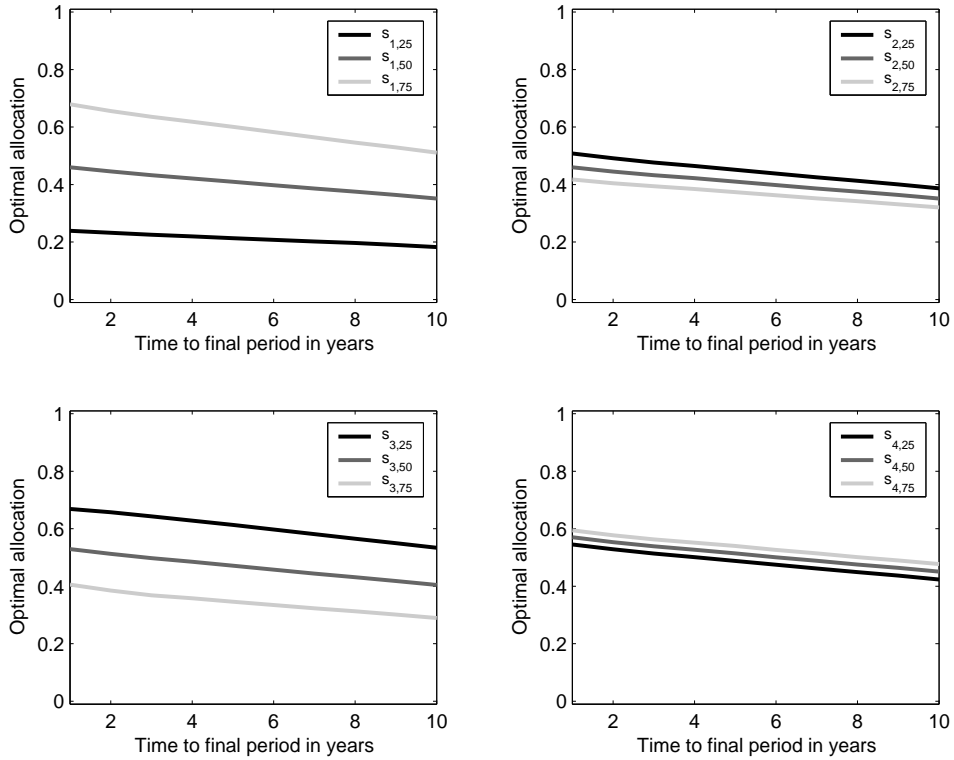 1
0.8
0.6
0.4
0.2
0
Optimal allocation
2
4
6
8
10
Time to final period in years
s1,25
s1,50
s1,75
1
0.8
0.6
0.4
0.2
0
Optimal allocation
2
4
6
8
10
Time to final period in years
s2,25
s2,50
s2,75
1
0.8
0.6
0.4
0.2
0
Optimal allocation
2
4
6
8
10
Time to final period in years
s3,25
s3,50
s3,75
1
0.8
0.6
0.4
0.2
0
Optimal allocation
2
4
6
8
10
Time to final period in years
s4,25
s4,50
s4,75